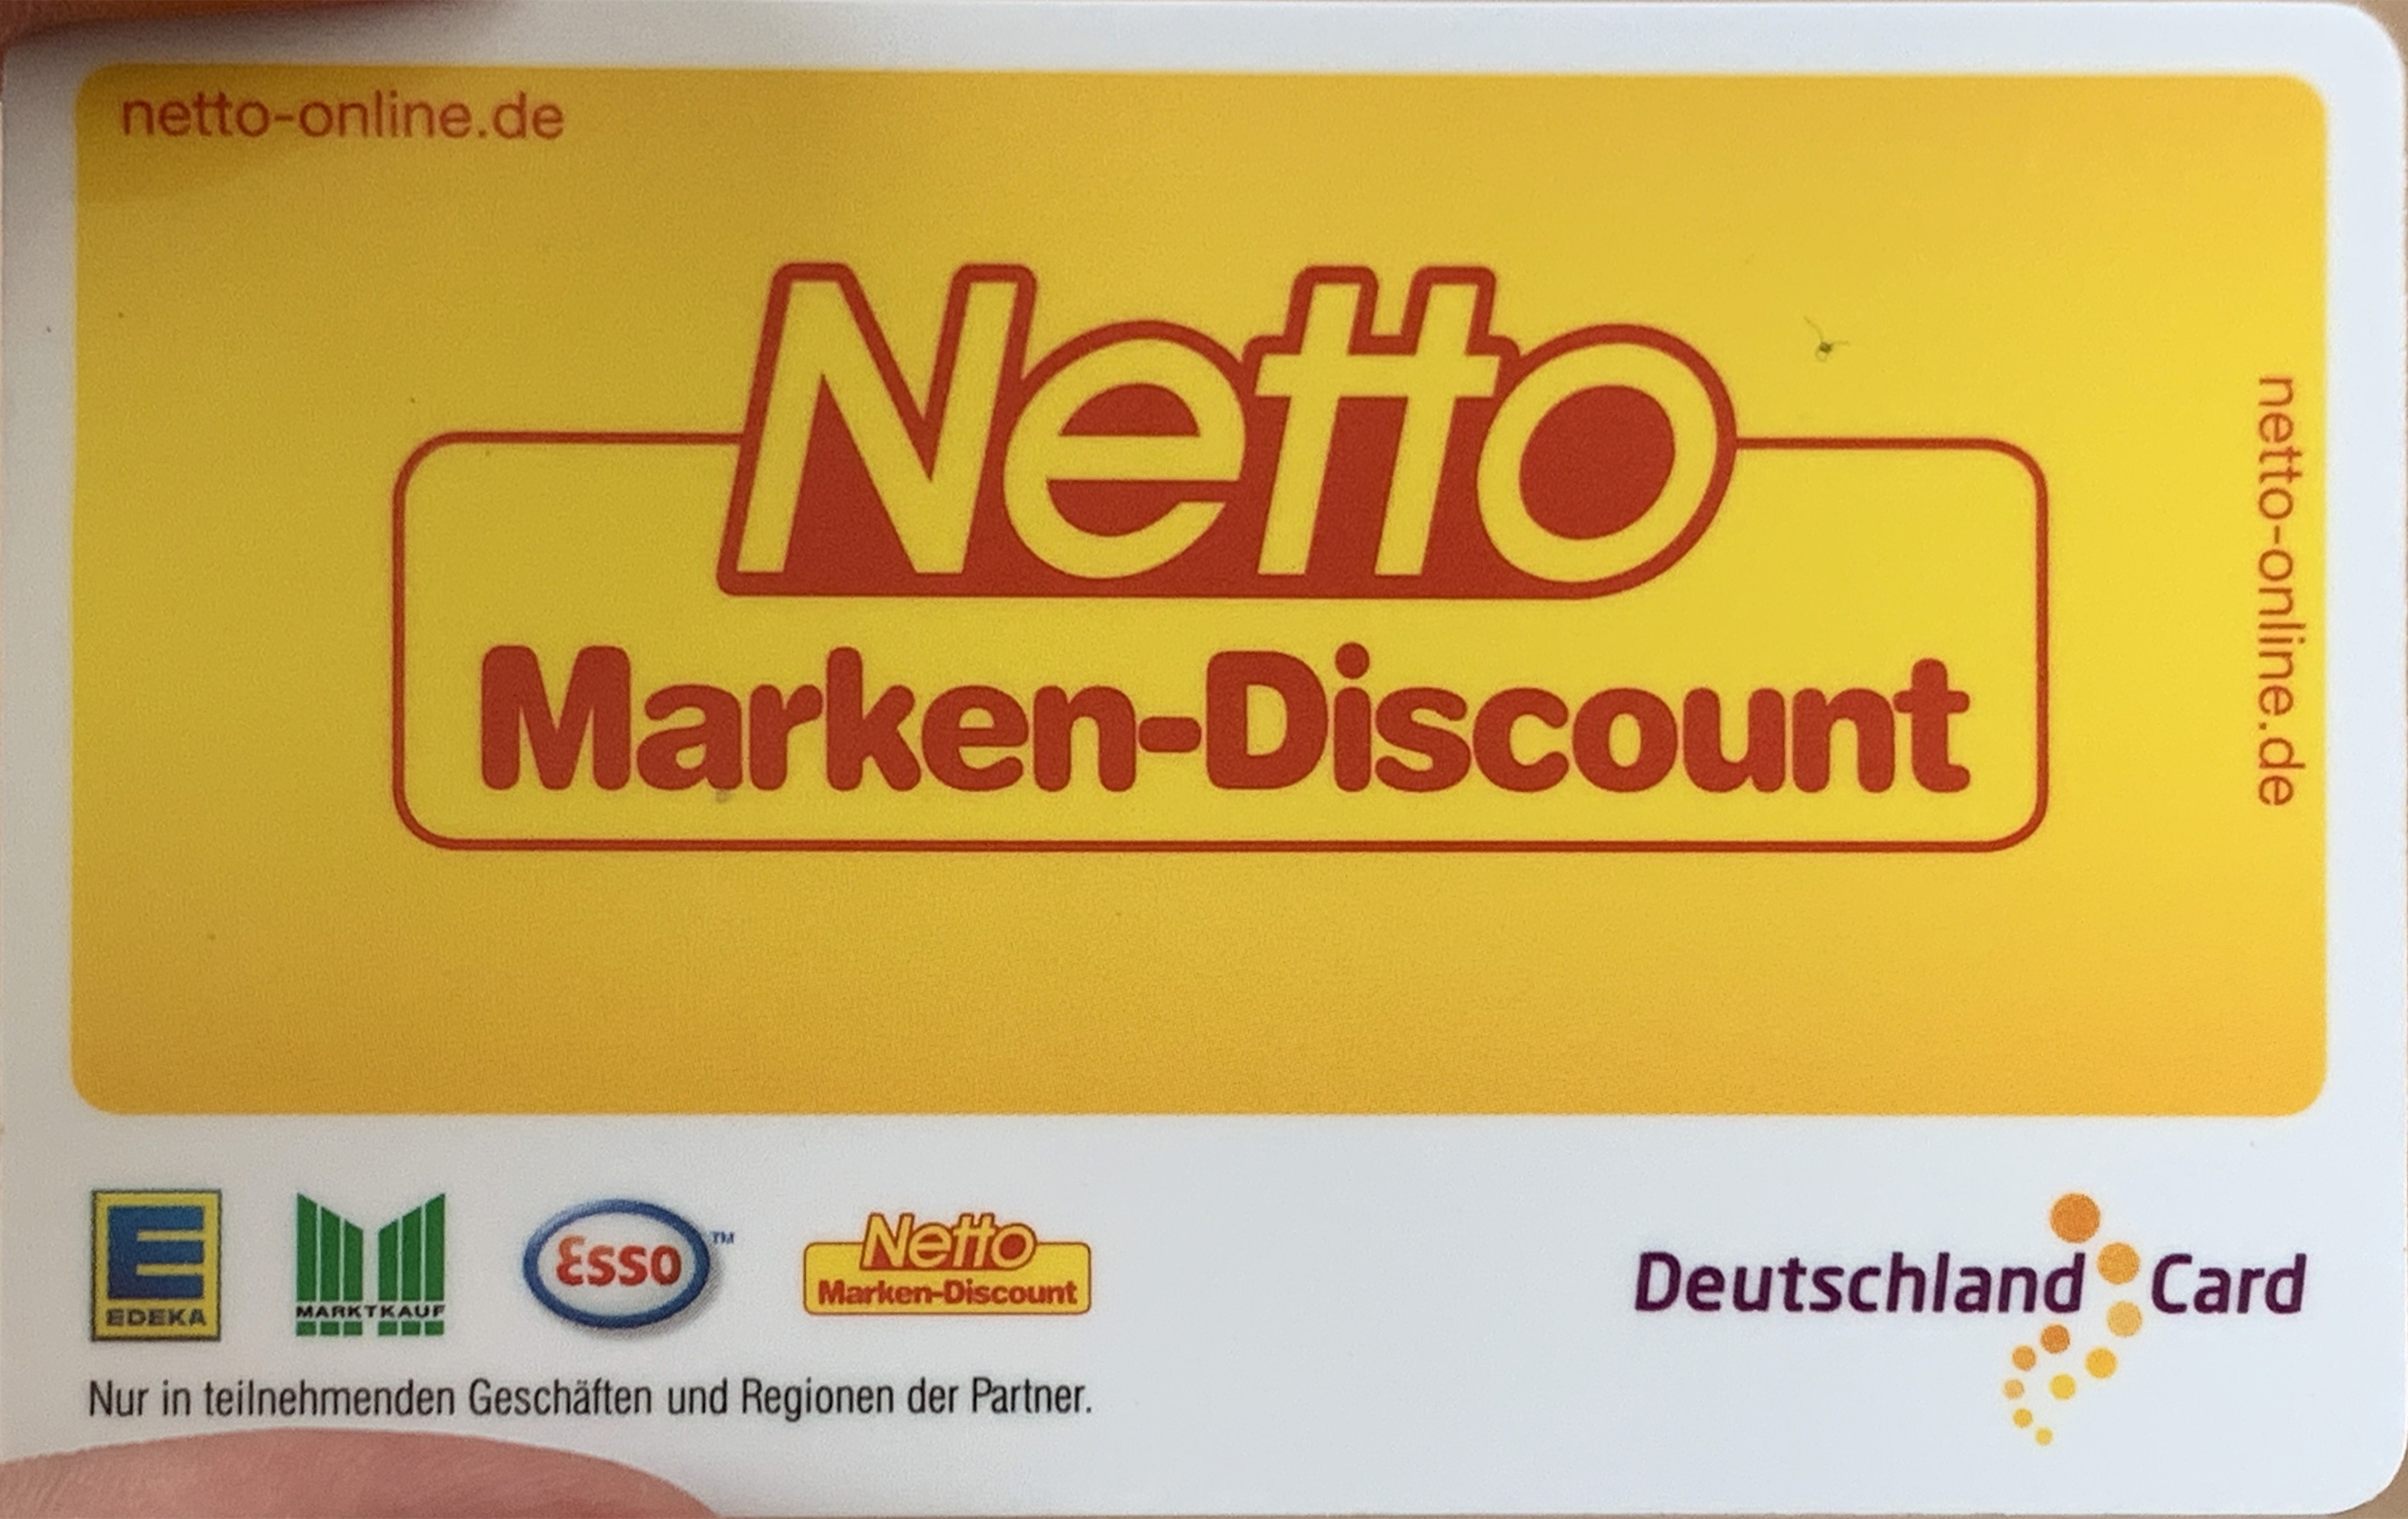 netto-online.de
Netto
Marken-Discount
netto-online.de
EDEKA
MARKTKAUF
Esso
TM
Netto
Marken-Discount
Deutschland Card
Nur in teilnehmenden Geschäften und Regionen der Partner.